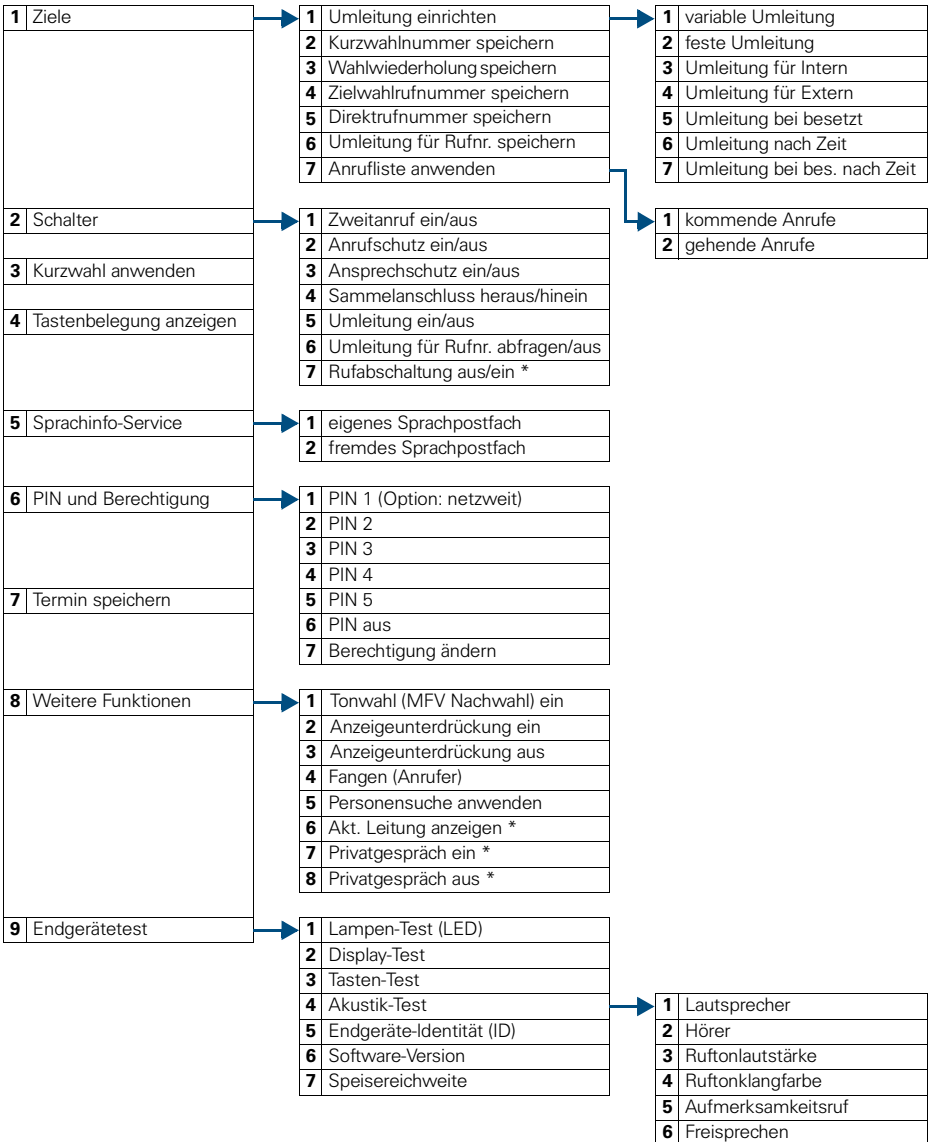 1 Ziele
1 Umleitung einrichten
2 Kurzwahlnummer speichern
3 Wahlwiederholung speichern
4 Zielwahlrufnummer speichern
5 Direktrufnummer speichern
6 Umleitung für Rufnr. speichern
7 Anrufliste anwenden
1 variable Umleitung
2 feste Umleitung
3 Umleitung für Intern
4 Umleitung für Extern
5 Umleitung bei besetzt
6 Umleitung nach Zeit
7 Umleitung bei bes. nach Zeit
1 kommende Anrufe
2 gehende Anrufe
2 Schalter
1 Zweitanruf ein/aus
2 Anrufschutz ein/aus
3 Ansprechschutz ein/aus
4 Sammelanschluss heraus/hinein
5 Umleitung ein/aus
6 Umleitung für Rufnr. abfragen/aus
7 Rufabschaltung aus/ein *
3 Kurzwahl anwenden
4 Tastenbelegung anzeigen
5 Sprachinfo-Service
1 eigenes Sprachpostfach
2 fremdes Sprachpostfach
6 PIN und Berechtigung
1 PIN 1 (Option: netzweit)
2 PIN 2
3 PIN 3
4 PIN 4
5 PIN 5
6 PIN aus
7 Berechtigung ändern
7 Termin speichern
8 Weitere Funktionen
1 Tonwahl (MFV Nachwahl) ein
2 Anzeigeunterdrückung ein
3 Anzeigeunterdrückung aus
4 Fangen (Anrufer)
5 Personensuche anwenden
6 Akt. Leitung anzeigen *
7 Privatgespräch ein *
8 Privatgespräch aus *
9 Endgerätetest
1 Lampen-Test (LED)
2 Display-Test
3 Tasten-Test
4 Akustik-Test
5 Endgeräte-Identität (ID)
6 Software-Version
7 Speisereichweite
1 Lautsprecher
2 Hörer
3 Ruftonlautstärke
4 Ruftonklangfarbe
5 Aufmerksamkeitsruf
6 Freisprechen